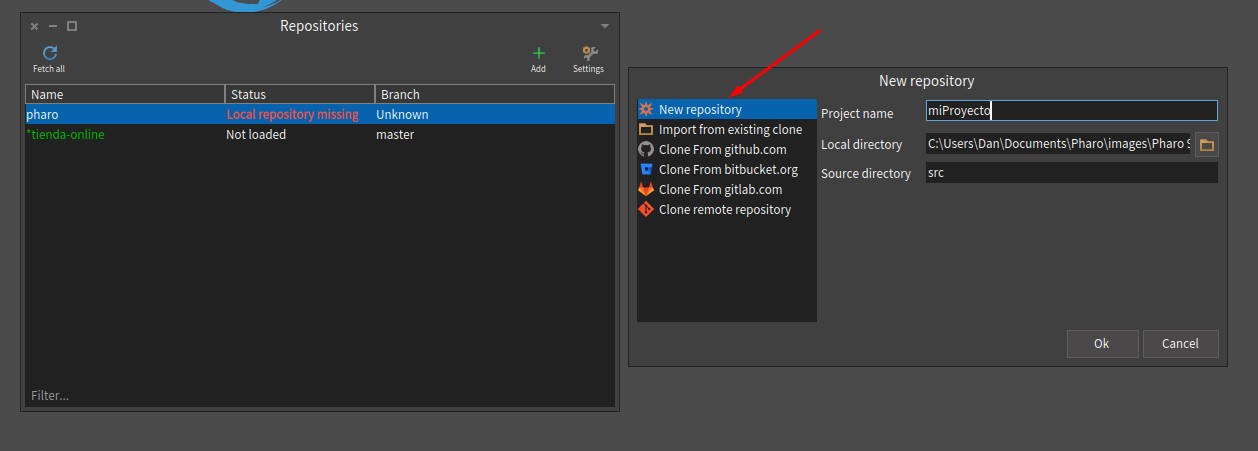 Repositories
Fetch all
Add
Settings
Name Status Branch
pharo Local repository missing Unknown
*tienda-online Not loaded master
Filter...
New repository
New repository
Import from existing clone
Clone From github.com
Clone From bitbucket.org
Clone From gitlab.com
Clone remote repository
Project name miProyecto
Local directory C:\Users\Dan\Documents\Pharo\images\Pharo 9
Source directory src
Ok
Cancel